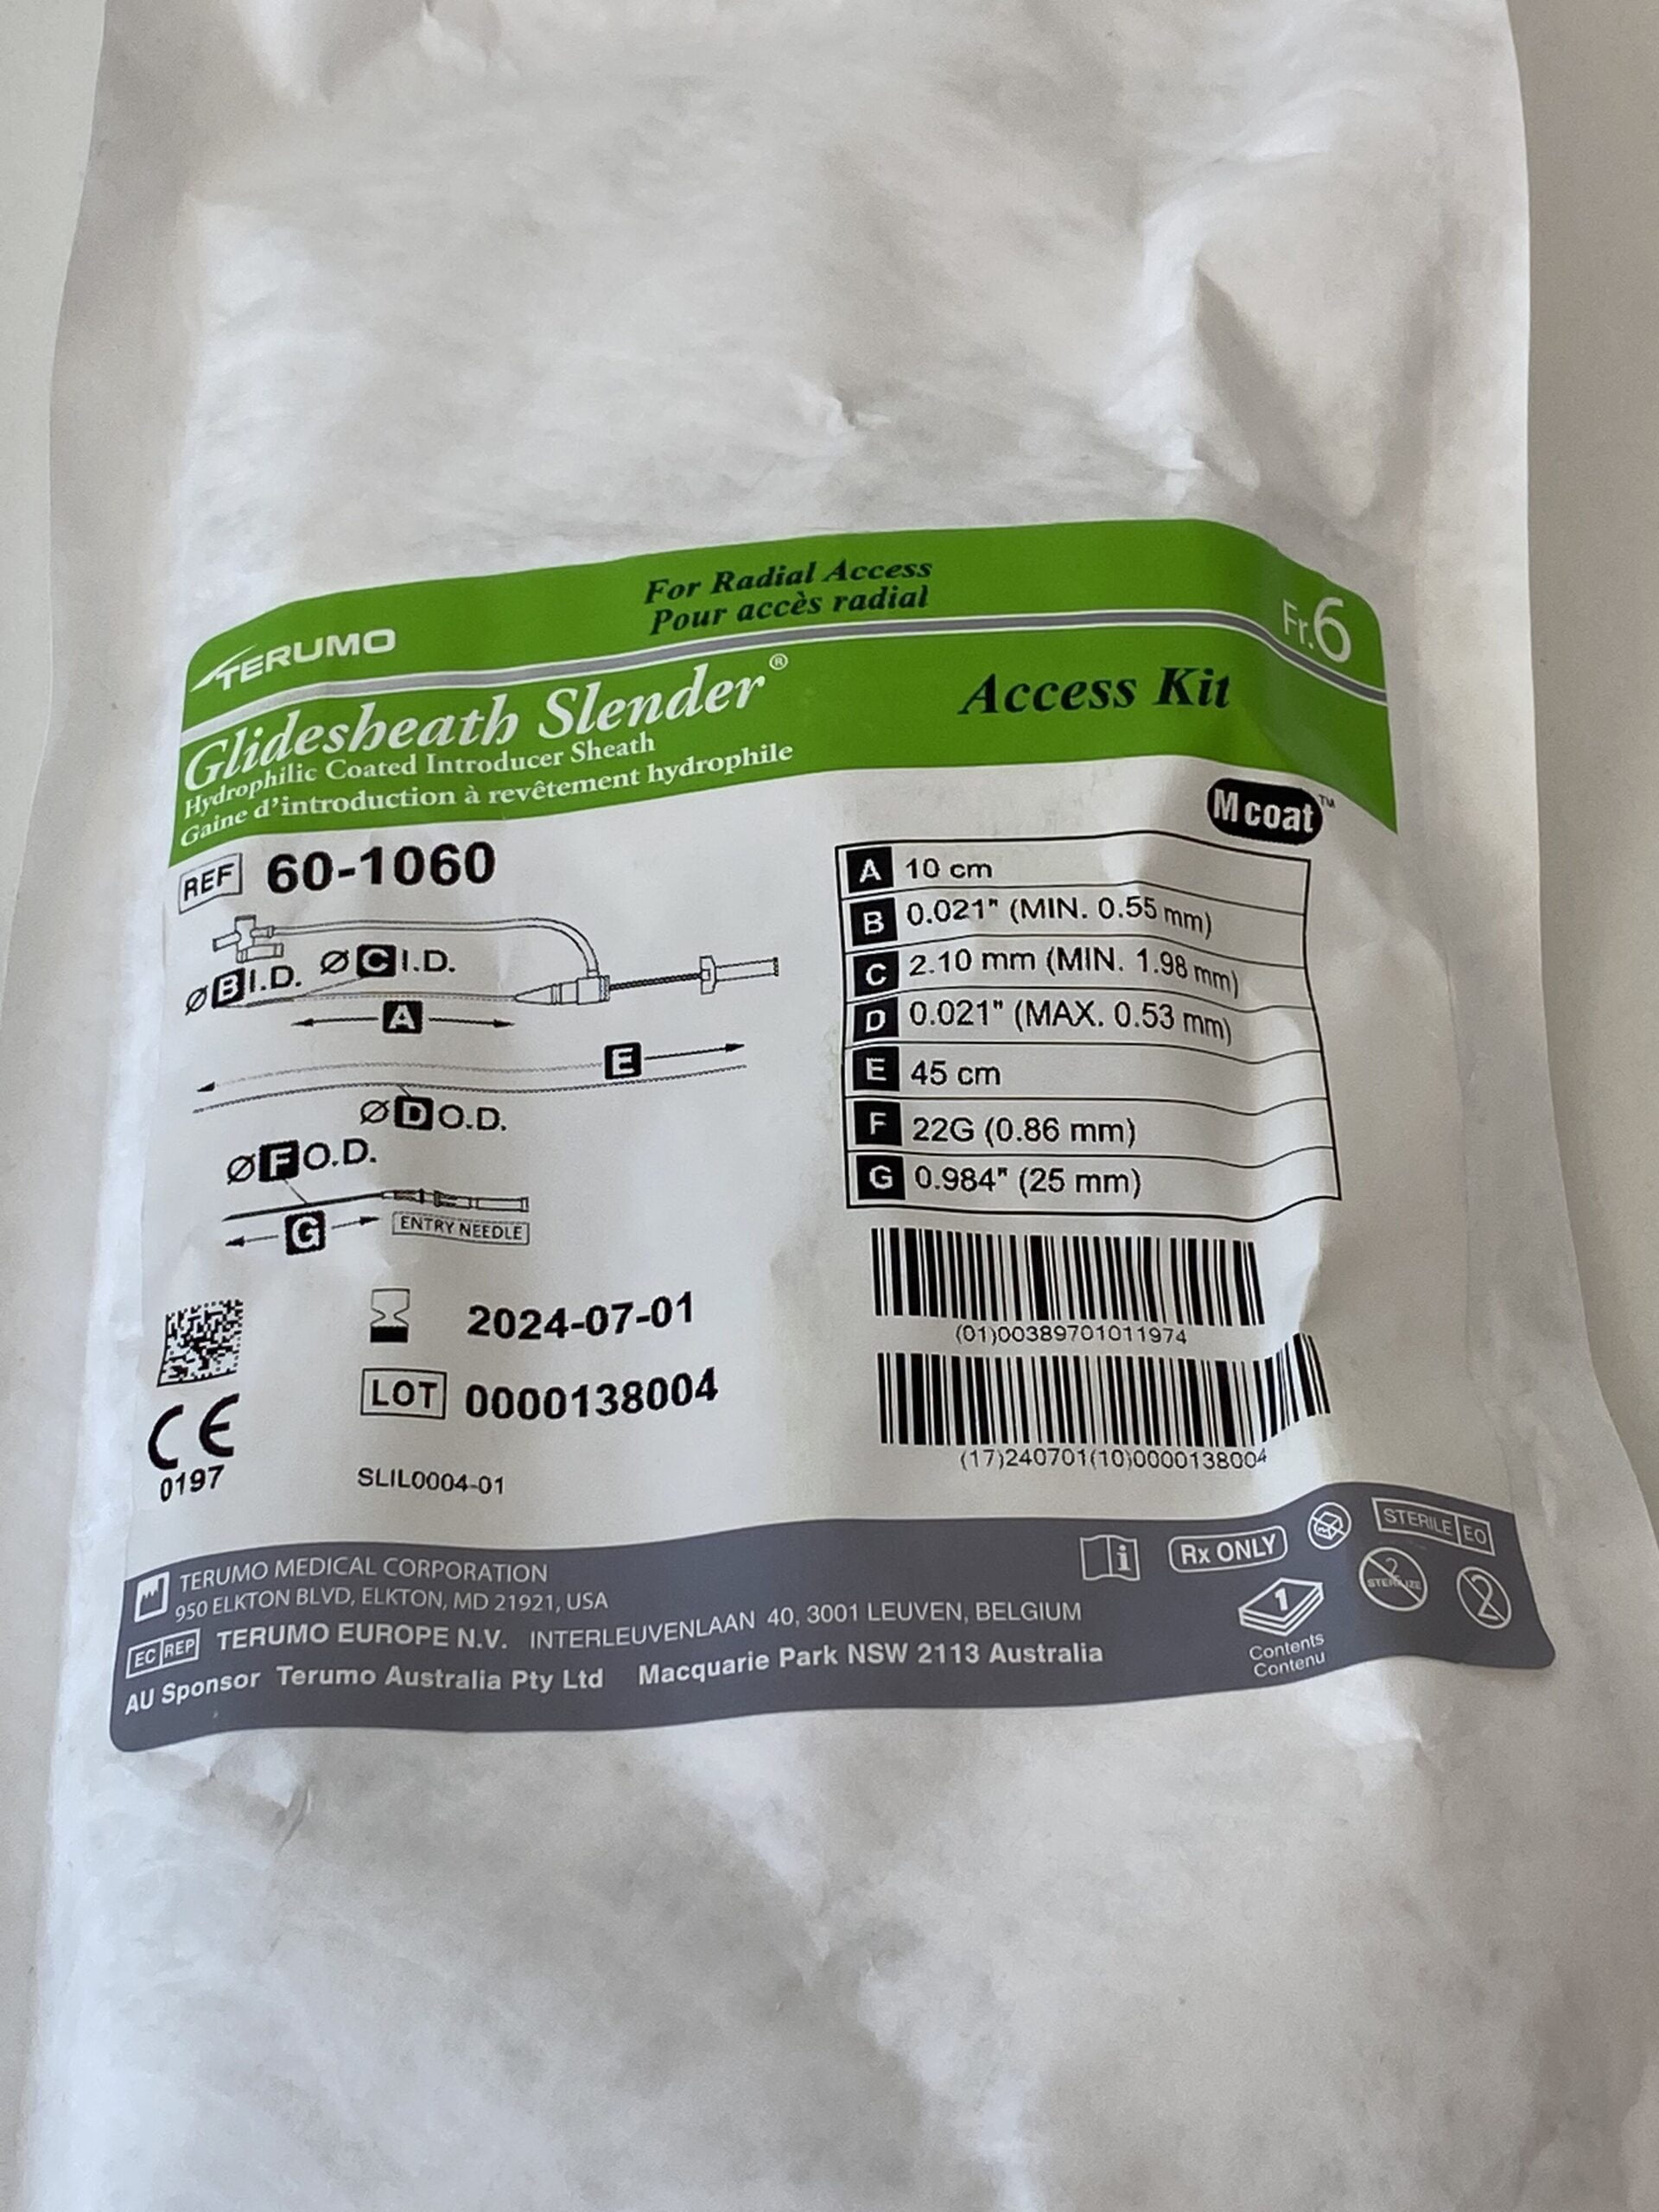 For Radial Access
Pour accès radial
TERUMO
Fr.6
Glidesheath Slender®
Access Kit
Hydrophilic Coated Introducer Sheath
Gaine d'introduction à revêtement hydrophile
M coat™
REF 60-1060
Ø B I.D. Ø C I.D.
A
E
Ø D O.D.
Ø F O.D.
G
ENTRY NEEDLE
A 10 cm
B 0.021" (MIN. 0.55 mm)
C 2.10 mm (MIN. 1.98 mm)
D 0.021" (MAX. 0.53 mm)
E 45 cm
F 22G (0.86 mm)
G 0.984" (25 mm)
(01)00389701011974
(17)240701(10)0000138004
2024-07-01
LOT 0000138004
CE
0197
SLIL0004-01
TERUMO MEDICAL CORPORATION
950 ELKTON BLVD, ELKTON, MD 21921, USA
EC REP TERUMO EUROPE N.V. INTERLEUVENLAAN 40, 3001 LEUVEN, BELGIUM
AU Sponsor Terumo Australia Pty Ltd Macquarie Park NSW 2113 Australia
i
Rx ONLY
STERILE EO
1
Contents
Contenu
2
STERILIZE
2